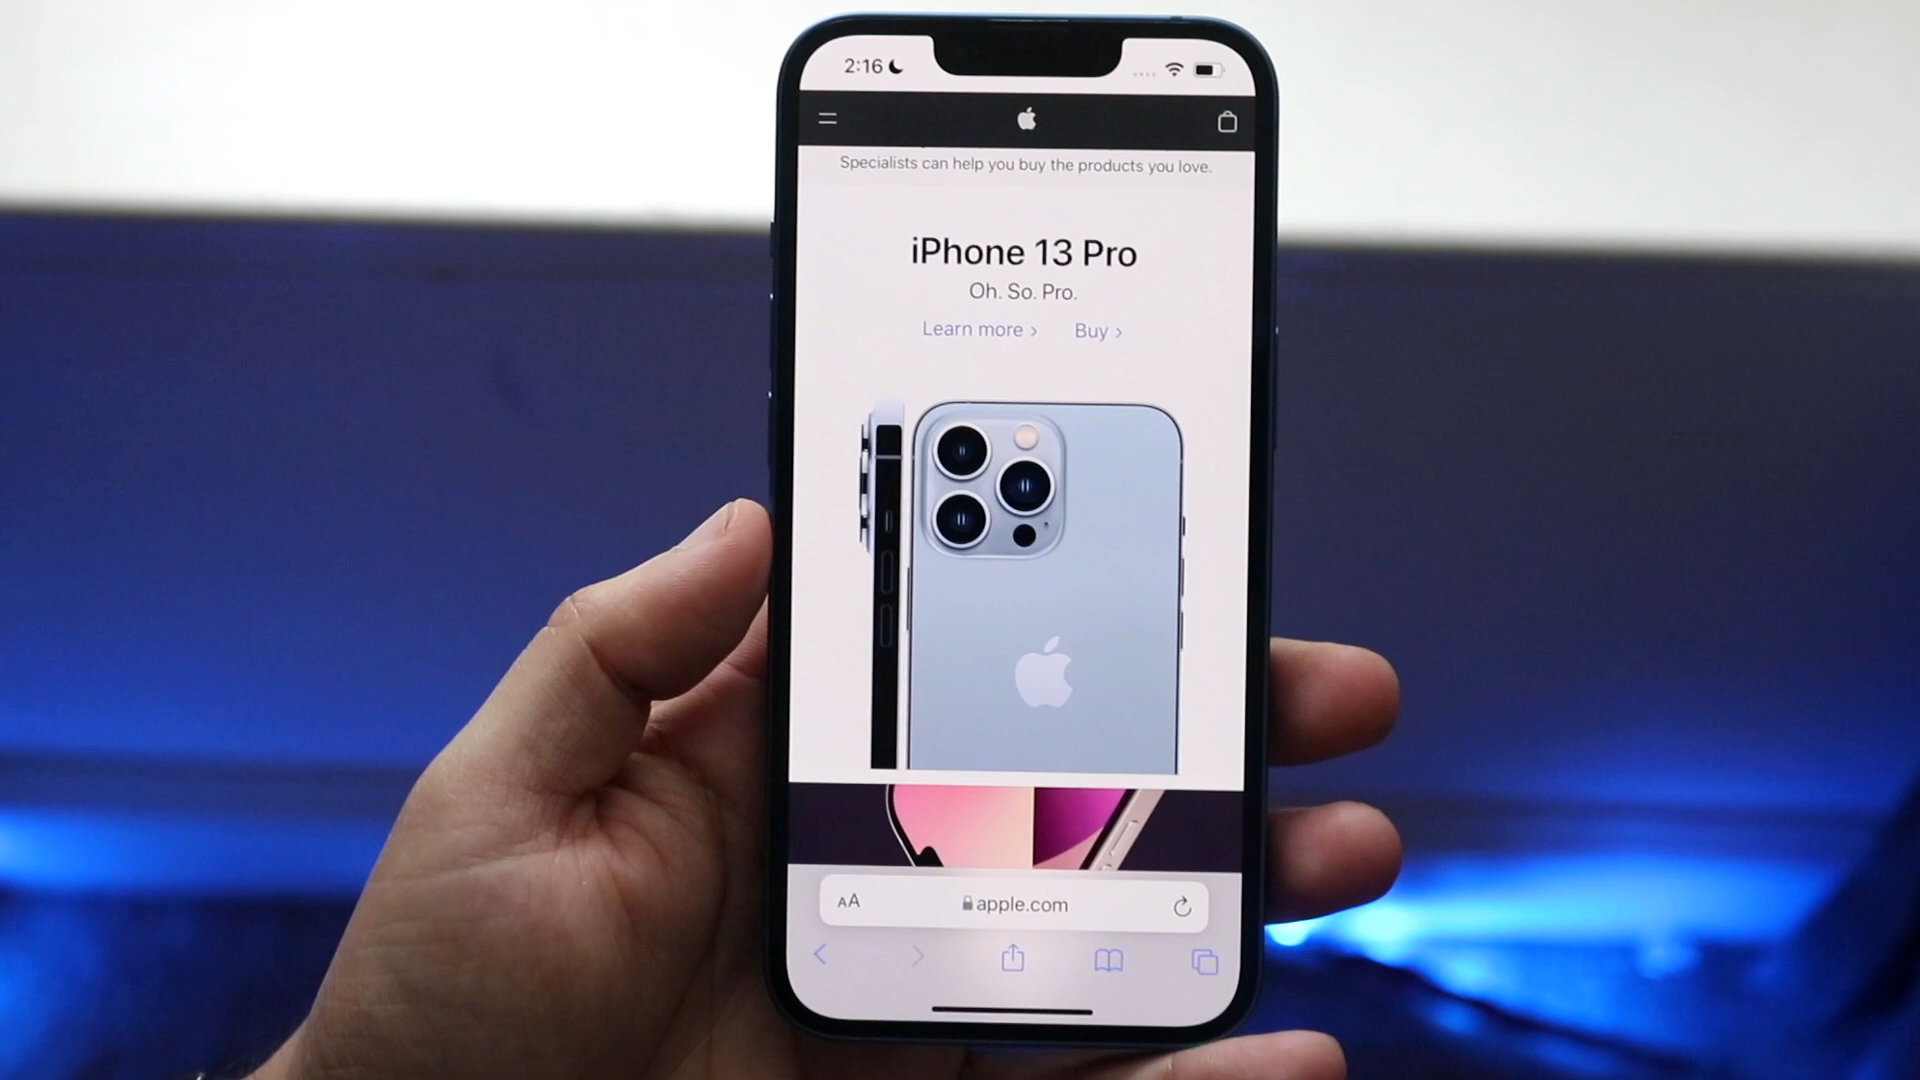 2:16
Specialists can help you buy the products you love.
iPhone 13 Pro
Oh. So. Pro.
Learn more > Buy >
AA apple.com